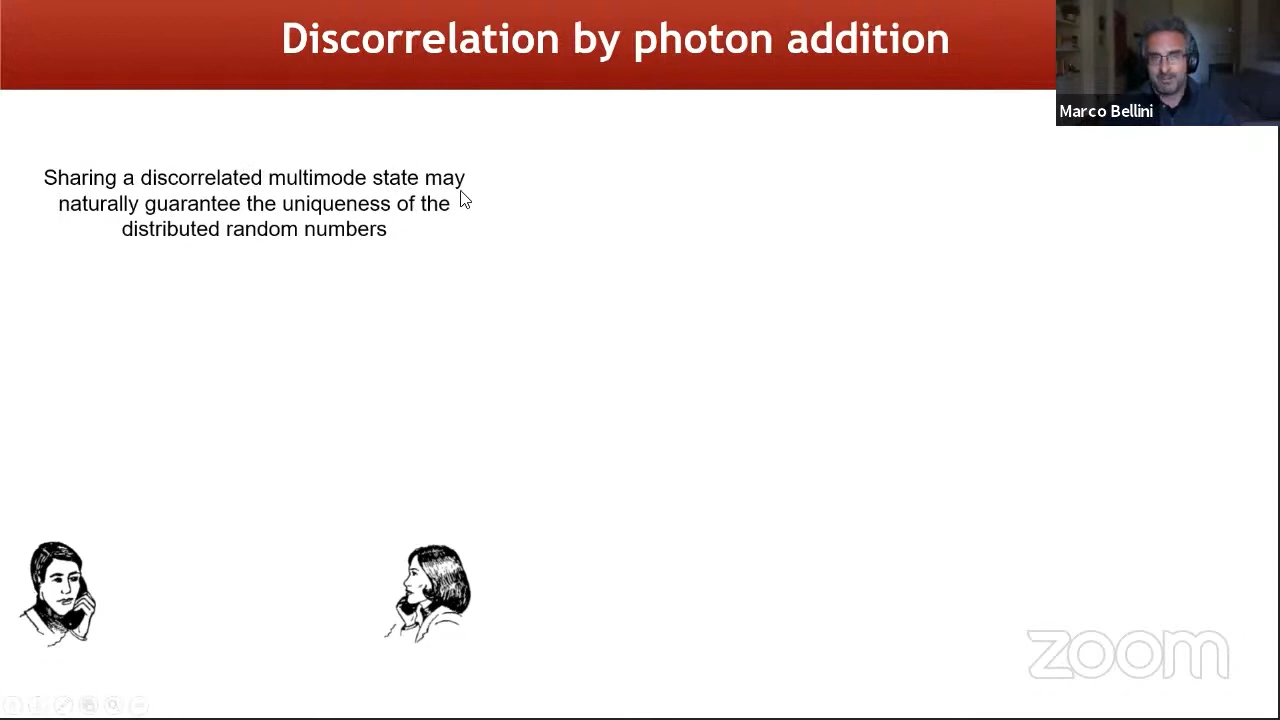 Discorrelation by photon addition
Marco Bellini
Sharing a discorrelated multimode state may
naturally guarantee the uniqueness of the
distributed random numbers
zoom